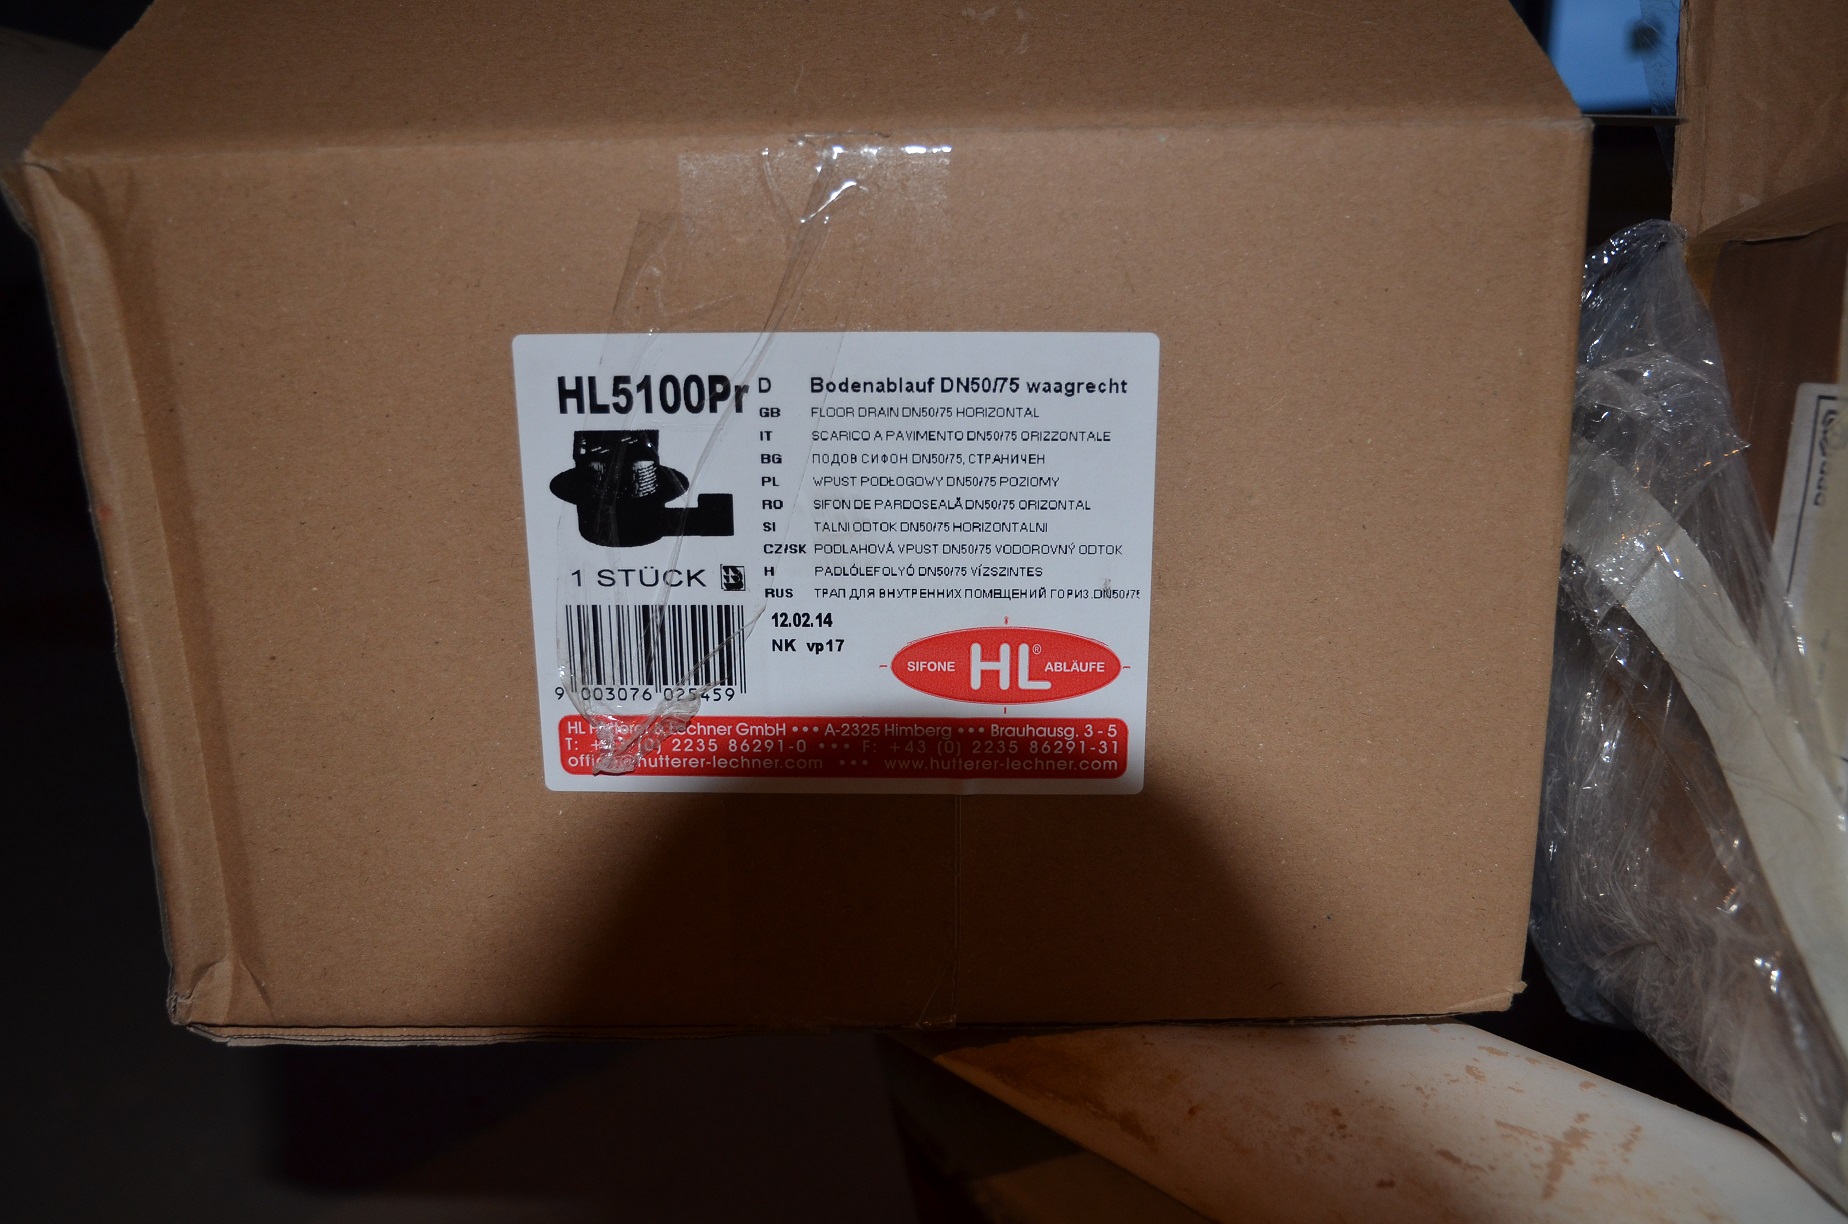 HL5100Pr
D Bodenablauf DN50/75 waagrecht
GB FLOOR DRAIN DN50/75 HORIZONTAL
IT SCARICO A PAVIMENTO DN50/75 ORIZZONTALE
BG ПОДОВ СИФОН DN50/75, СТРАНИЧЕН
PL WPUST PODŁOGOWY DN50/75 POZIOMY
RO SIFON DE PARDOSEALĂ DN50/75 ORIZONTAL
SI TALNI ODTOK DN50/75 HORIZONTALNI
CZ/SK PODLAHOVÁ VPUST DN50/75 VODOROVNÝ ODTOK
H PADLÓLEFOLYÓ DN50/75 VÍZSZINTES
RUS ТРАП ДЛЯ ВНУТРЕННИХ ПОМЕЩЕНИЙ ГОРИЗ.DN50/75
1 STÜCK
12.02.14
NK vp17
9 003076 025459
SIFONE HL® ABLÄUFE
HL Hutterer & Lechner GmbH ••• A-2325 Himberg ••• Brauhausg. 3 - 5
T: +43 (0) 2235 86291-0 ••• F: +43 (0) 2235 86291-31
office@hutterer-lechner.com ••• www.hutterer-lechner.com